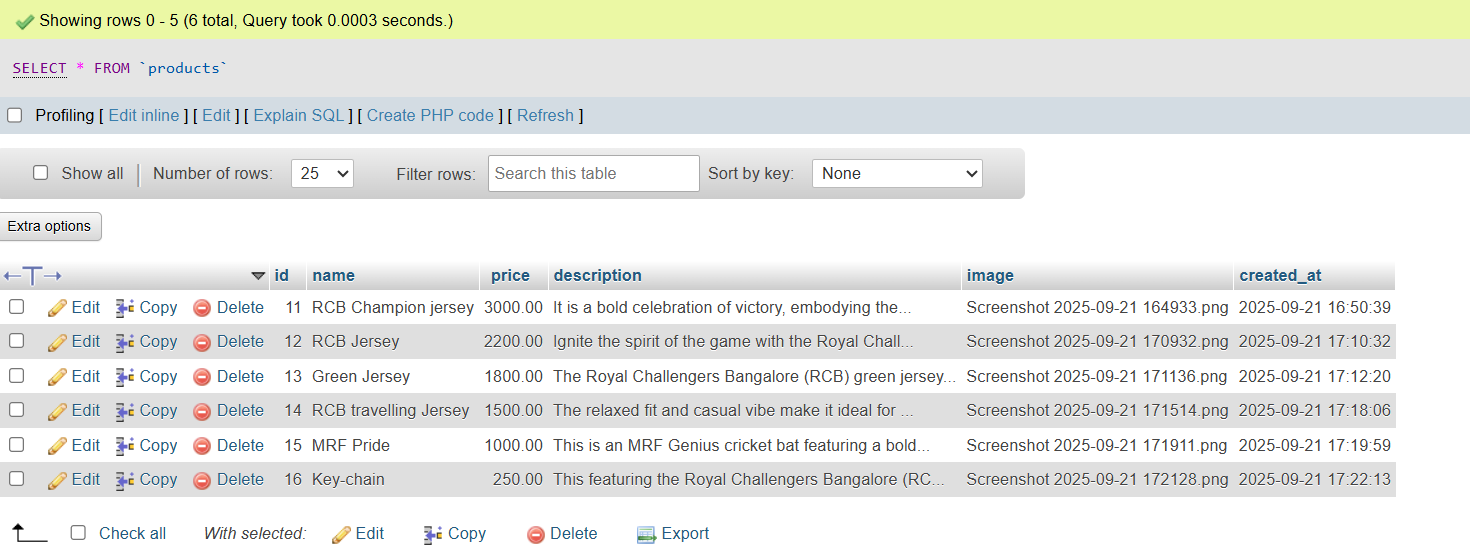 Showing rows 0 - 5 (6 total, Query took 0.0003 seconds.)
SELECT * FROM `products`
Profiling [ Edit inline ] [ Edit ] [ Explain SQL ] [ Create PHP code ] [ Refresh ]
Show all Number of rows: 25 Filter rows: Search this table Sort by key: None
Extra options
id name price description image created_at
Edit Copy Delete 11 RCB Champion jersey 3000.00 It is a bold celebration of victory, embodying the... Screenshot 2025-09-21 164933.png 2025-09-21 16:50:39
Edit Copy Delete 12 RCB Jersey 2200.00 Ignite the spirit of the game with the Royal Chall... Screenshot 2025-09-21 170932.png 2025-09-21 17:10:32
Edit Copy Delete 13 Green Jersey 1800.00 The Royal Challengers Bangalore (RCB) green jersey... Screenshot 2025-09-21 171136.png 2025-09-21 17:12:20
Edit Copy Delete 14 RCB travelling Jersey 1500.00 The relaxed fit and casual vibe make it ideal for ... Screenshot 2025-09-21 171514.png 2025-09-21 17:18:06
Edit Copy Delete 15 MRF Pride 1000.00 This is an MRF Genius cricket bat featuring a bold... Screenshot 2025-09-21 171911.png 2025-09-21 17:19:59
Edit Copy Delete 16 Key-chain 250.00 This featuring the Royal Challengers Bangalore (RC... Screenshot 2025-09-21 172128.png 2025-09-21 17:22:13
Check all With selected: Edit Copy Delete Export